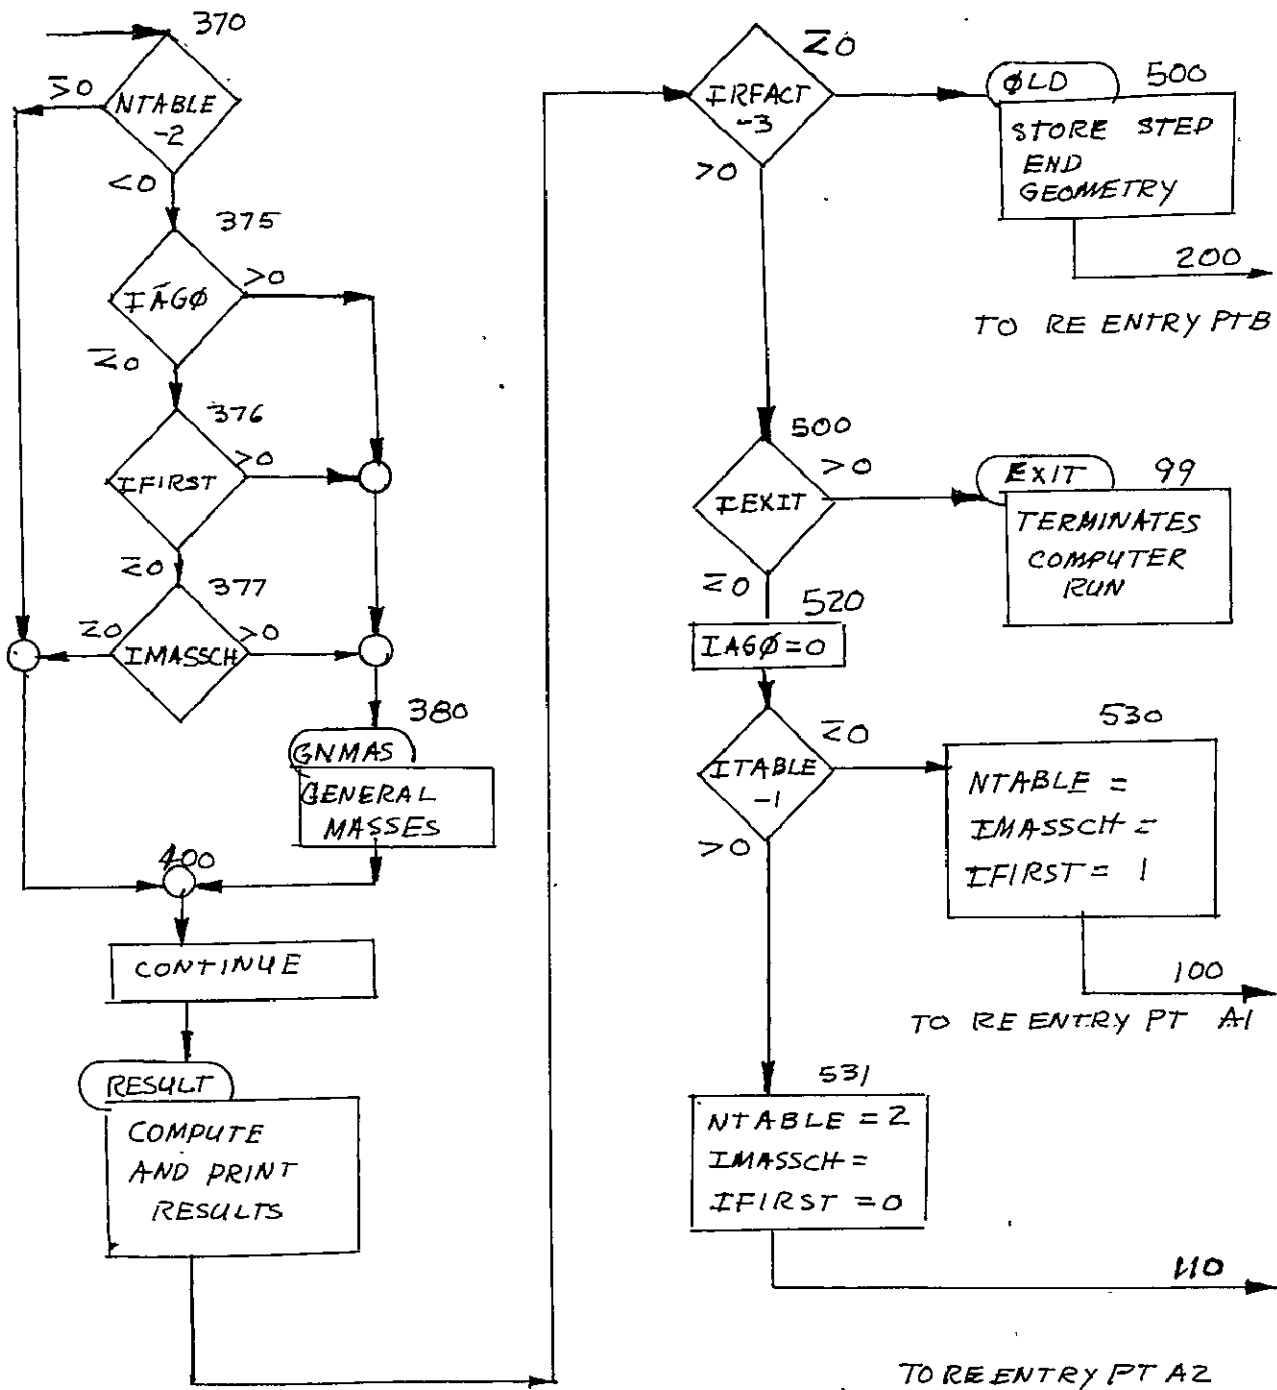 370
≥0
NTABLE
-2
<0
375
IAGØ
>0
≤0
376
IFIRST
>0
≤0
377
≤0
IMASSCH
>0
380
GNMAS
GENERAL
MASSES
400
CONTINUE
RESULT
COMPUTE
AND PRINT
RESULTS
≤0
IRFACT
-3
>0
ØLD
500
STORE STEP
END
GEOMETRY
200
TO RE ENTRY PTB
500
IEXIT
>0
≤0
EXIT
99
TERMINATES
COMPUTER
RUN
520
IAGØ=0
ITABLE
-1
≤0
>0
530
NTABLE =
IMASSCH =
IFIRST = 1
100
TO RE ENTRY PT A1
531
NTABLE = 2
IMASSCH =
IFIRST = 0
110
TO RE ENTRY PT A2